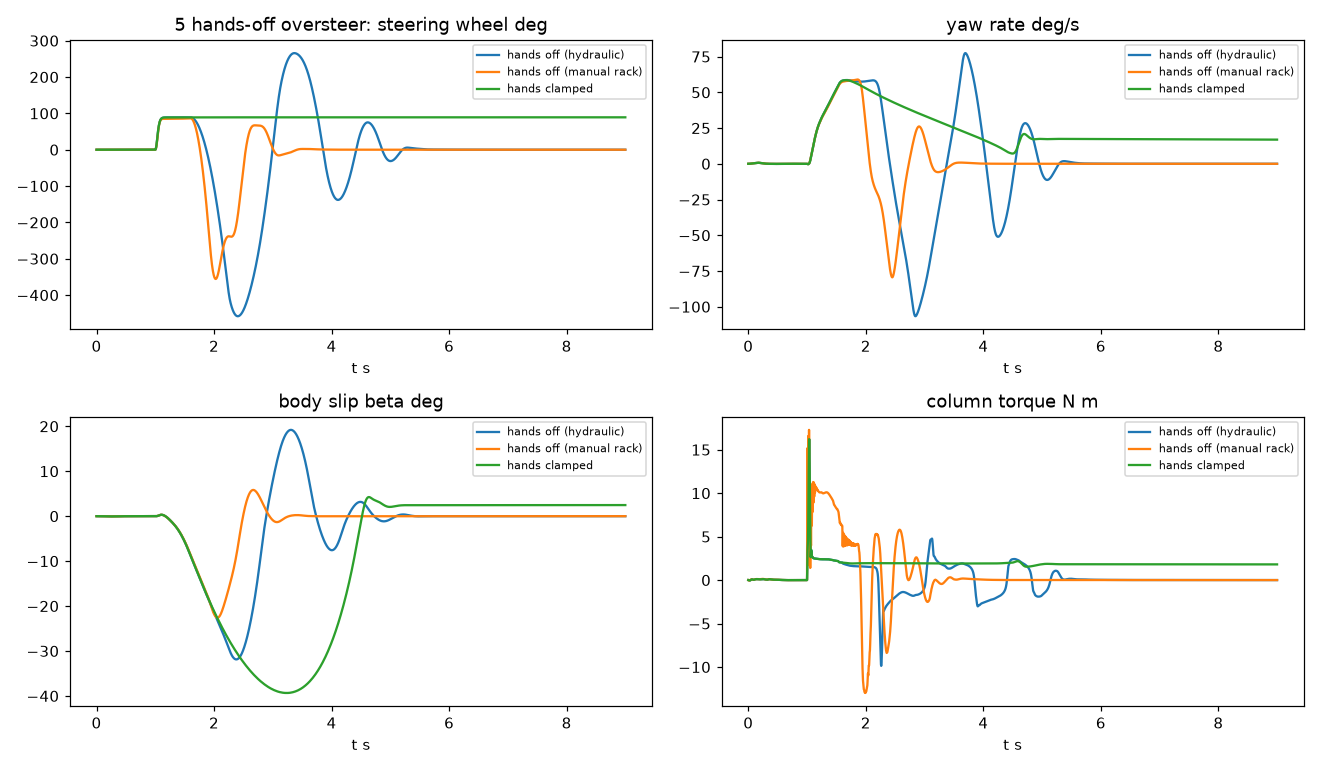 5 hands-off oversteer: steering wheel deg
300
200
100
0
−100
−200
−300
−400
0 2 4 6 8
t s
hands off (hydraulic)
hands off (manual rack)
hands clamped
yaw rate deg/s
75
50
25
0
−25
−50
−75
−100
0 2 4 6 8
t s
hands off (hydraulic)
hands off (manual rack)
hands clamped
body slip beta deg
20
10
0
−10
−20
−30
−40
0 2 4 6 8
t s
hands off (hydraulic)
hands off (manual rack)
hands clamped
column torque N m
15
10
5
0
−5
−10
0 2 4 6 8
t s
hands off (hydraulic)
hands off (manual rack)
hands clamped